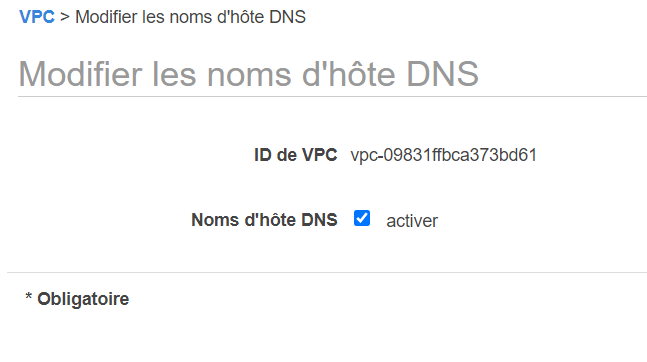 VPC > Modifier les noms d'hôte DNS
Modifier les noms d'hôte DNS
ID de VPC vpc-09831ffbca373bd61
Noms d'hôte DNS activer
* Obligatoire